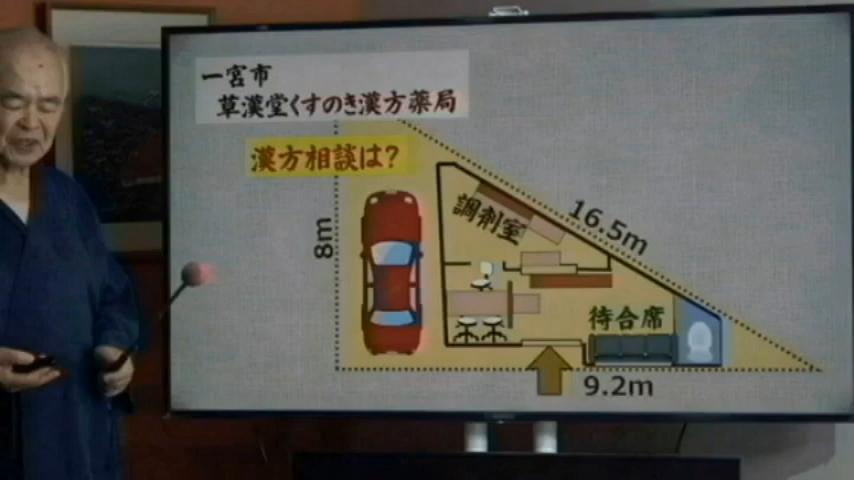 一宮市
草漢堂くすのき漢方薬局
漢方相談は?
8m
調剤室
16.5m
待合席
9.2m